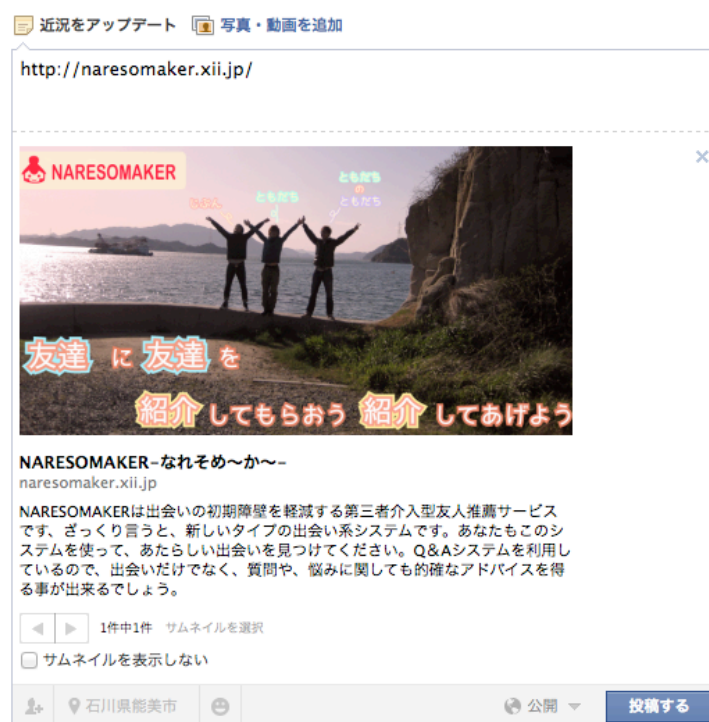 近況をアップデート 写真・動画を追加
http://naresomaker.xii.jp/
NARESOMAKER
じぶん ともだち ともだち
の
ともだち
友達 に 友達 を
紹介 してもらおう 紹介 してあげよう
NARESOMAKER-なれそめ〜か〜-
naresomaker.xii.jp
NARESOMAKERは出会いの初期障壁を軽減する第三者介入型友人推薦サービス
です、ざっくり言うと、新しいタイプの出会い系システムです。あなたもこのシ
ステムを使って、あたらしい出会いを見つけてください。Q&Aシステムを利用し
ているので、出会いだけでなく、質問や、悩みに関しても的確なアドバイスを得
る事が出来るでしょう。
1件中1件 サムネイルを選択
サムネイルを表示しない
石川県能美市 公開 投稿する